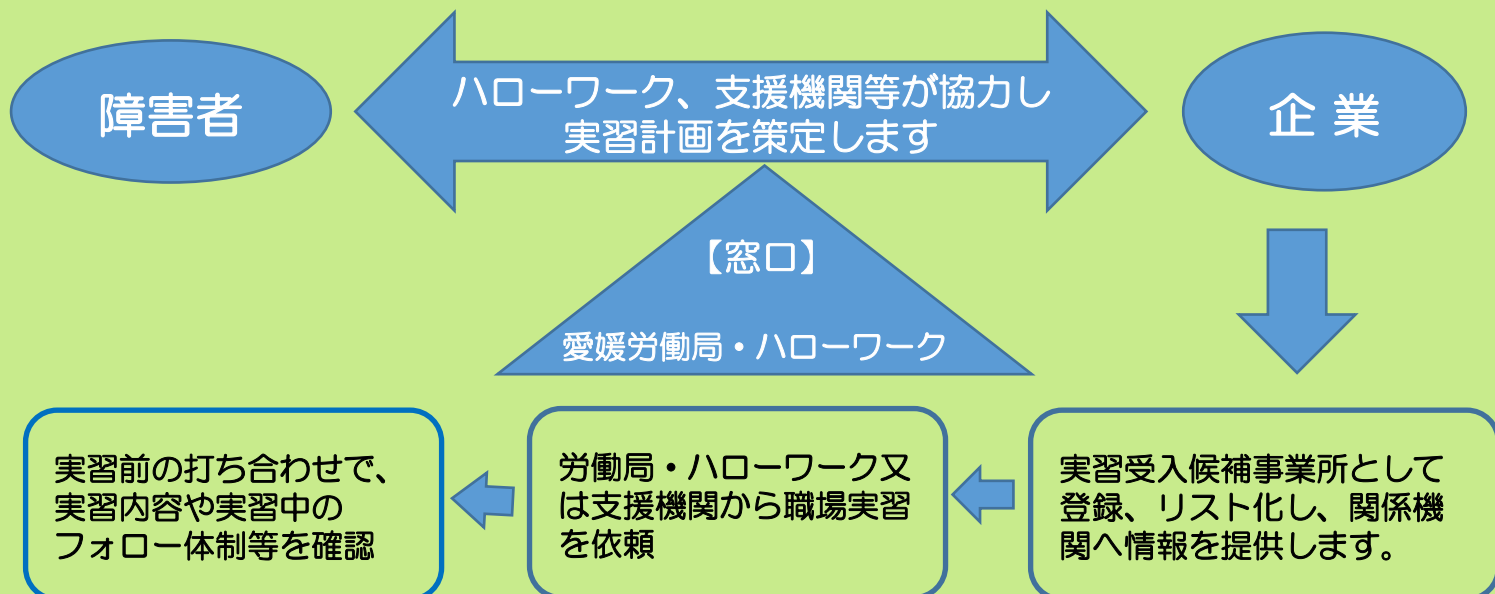 障害者
ハローワーク、支援機関等が協力し
実習計画を策定します
企 業
【窓口】
愛媛労働局・ハローワーク
実習前の打ち合わせで、
実習内容や実習中の
フォロー体制等を確認
労働局・ハローワーク又
は支援機関から職場実習
を依頼
実習受入候補事業所として
登録、リスト化し、関係機
関へ情報を提供します。